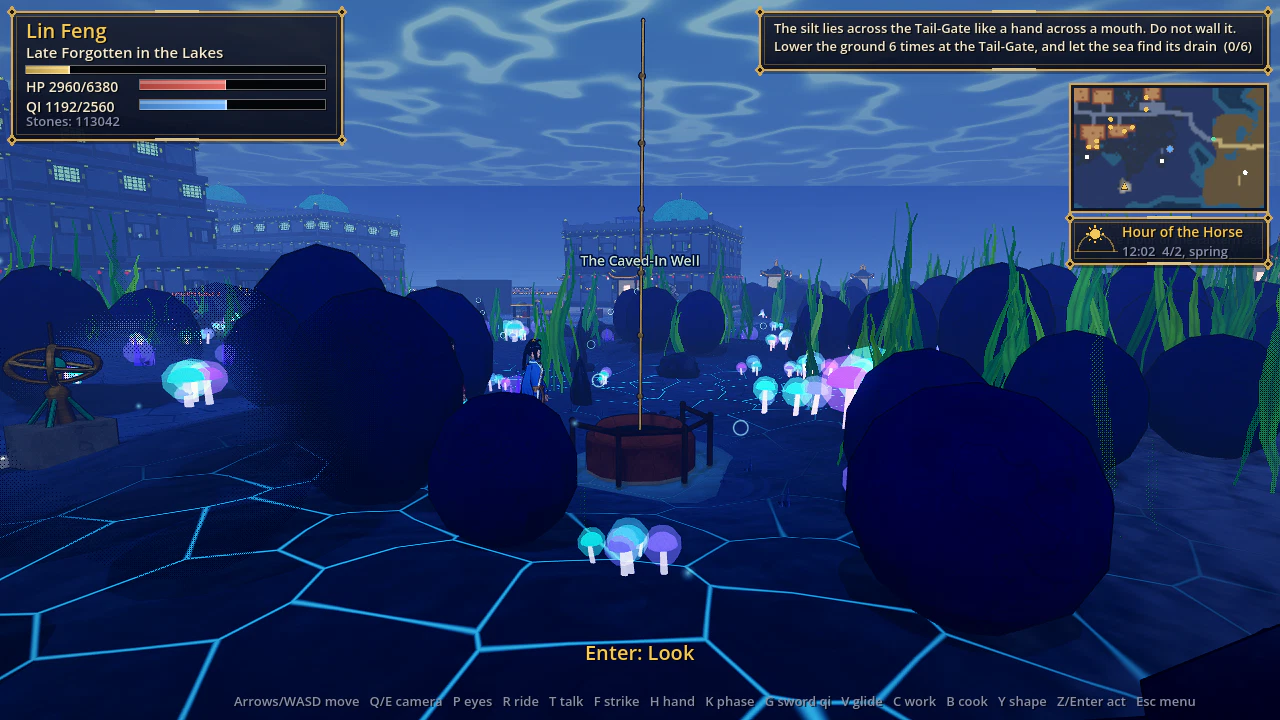 Lin Feng
Late Forgotten in the Lakes
HP 2960/6380
QI 1192/2560
Stones: 113042
The silt lies across the Tail-Gate like a hand across a mouth. Do not wall it.
Lower the ground 6 times at the Tail-Gate, and let the sea find its drain (0/6)
Hour of the Horse
12:02 4/2, spring
The Caved-In Well
Enter: Look
Arrows/WASD move Q/E camera P eyes R ride T talk F strike H hand K phase G sword qi V glide C work B cook Y shape Z/Enter act Esc menu